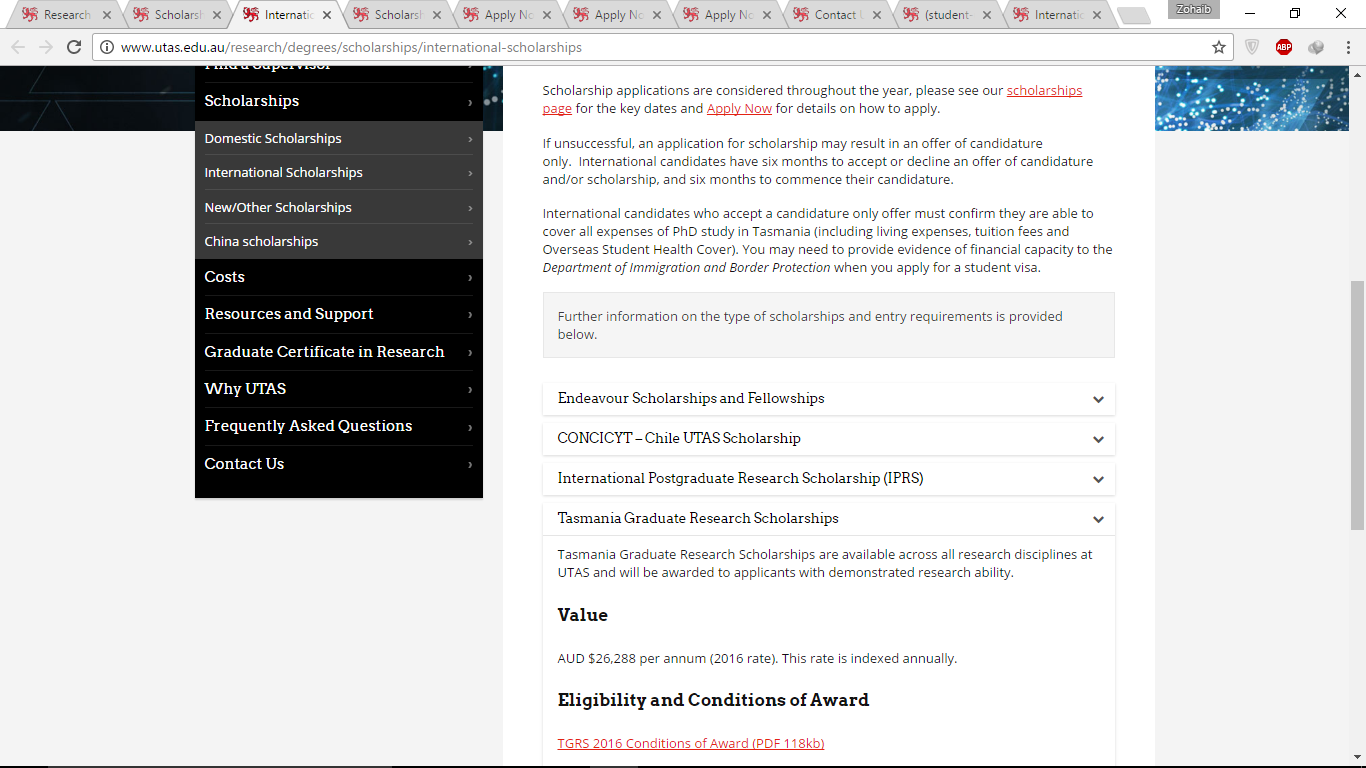 Research
Scholarsh
Internatio
Scholarsh
Apply No
Apply No
Apply No
Contact U
(student-
Internatio
Zohaib
www.utas.edu.au/research/degrees/scholarships/international-scholarships
ABP
Find a Supervisor
Scholarships
Domestic Scholarships
International Scholarships
New/Other Scholarships
China scholarships
Costs
Resources and Support
Graduate Certificate in Research
Why UTAS
Frequently Asked Questions
Contact Us
Scholarship applications are considered throughout the year, please see our scholarships
page for the key dates and Apply Now for details on how to apply.
If unsuccessful, an application for scholarship may result in an offer of candidature
only.  International candidates have six months to accept or decline an offer of candidature
and/or scholarship, and six months to commence their candidature.
International candidates who accept a candidature only offer must confirm they are able to
cover all expenses of PhD study in Tasmania (including living expenses, tuition fees and
Overseas Student Health Cover). You may need to provide evidence of financial capacity to the
Department of Immigration and Border Protection when you apply for a student visa.
Further information on the type of scholarships and entry requirements is provided
below.
Endeavour Scholarships and Fellowships
CONCICYT – Chile UTAS Scholarship
International Postgraduate Research Scholarship (IPRS)
Tasmania Graduate Research Scholarships
Tasmania Graduate Research Scholarships are available across all research disciplines at
UTAS and will be awarded to applicants with demonstrated research ability.
Value
AUD $26,288 per annum (2016 rate). This rate is indexed annually.
Eligibility and Conditions of Award
TGRS 2016 Conditions of Award (PDF 118kb)